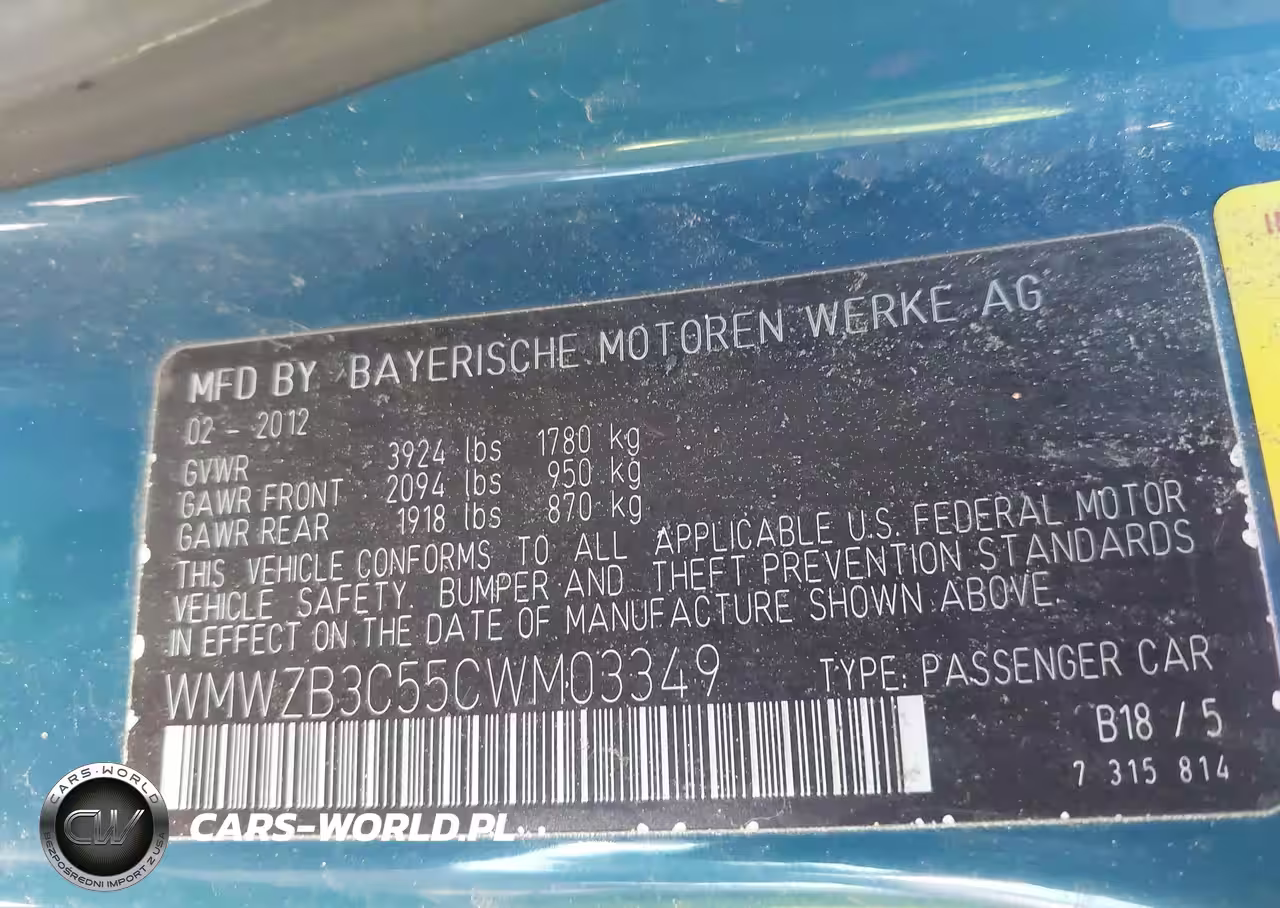 MFD BY BAYERISCHE MOTOREN WERKE AG
02 - 2012
GVWR 3924 lbs 1780 kg
GAWR FRONT 2094 lbs 950 kg
GAWR REAR 1918 lbs 870 kg
THIS VEHICLE CONFORMS TO ALL APPLICABLE U.S. FEDERAL MOTOR
VEHICLE SAFETY, BUMPER AND THEFT PREVENTION STANDARDS
IN EFFECT ON THE DATE OF MANUFACTURE SHOWN ABOVE.
WMWZB3C55CWM03349 TYPE: PASSENGER CAR
B18 / 5
7 315 814
CARS-WORLD
CW
BEZPOŚREDNI IMPORT Z USA
CARS-WORLD.PL